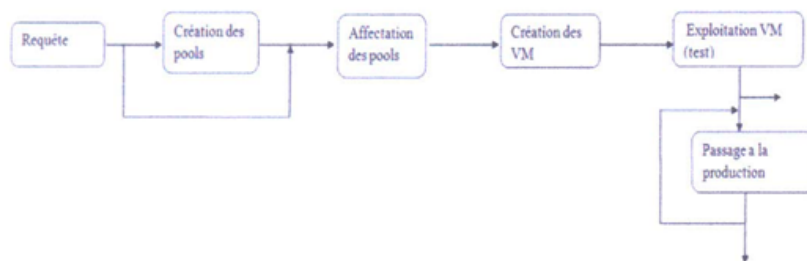 Requête
Création des
pools
Affectation
des pools
Création des
VM
Exploitation VM
(test)
Passage a la
production